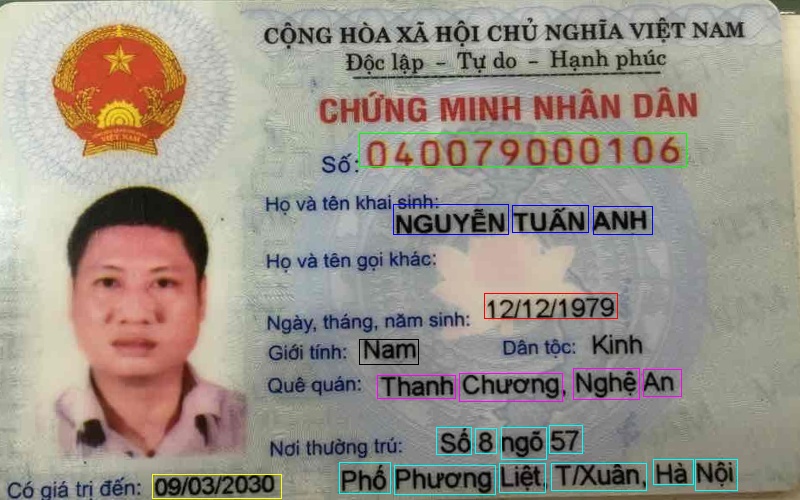 CỘNG HÒA XÃ HỘI CHỦ NGHĨA VIỆT NAM
Độc lập - Tự do - Hạnh phúc
CHỨNG MINH NHÂN DÂN
VIỆT NAM
Số: 040079000106
Họ và tên khai sinh:
NGUYỄN TUẤN ANH
Họ và tên gọi khác:
Ngày, tháng, năm sinh: 12/12/1979
Giới tính: Nam Dân tộc: Kinh
Quê quán: Thanh Chương, Nghệ An
Nơi thường trú: Số 8 ngõ 57
Phố Phương Liệt, T/Xuân, Hà Nội
Có giá trị đến: 09/03/2030